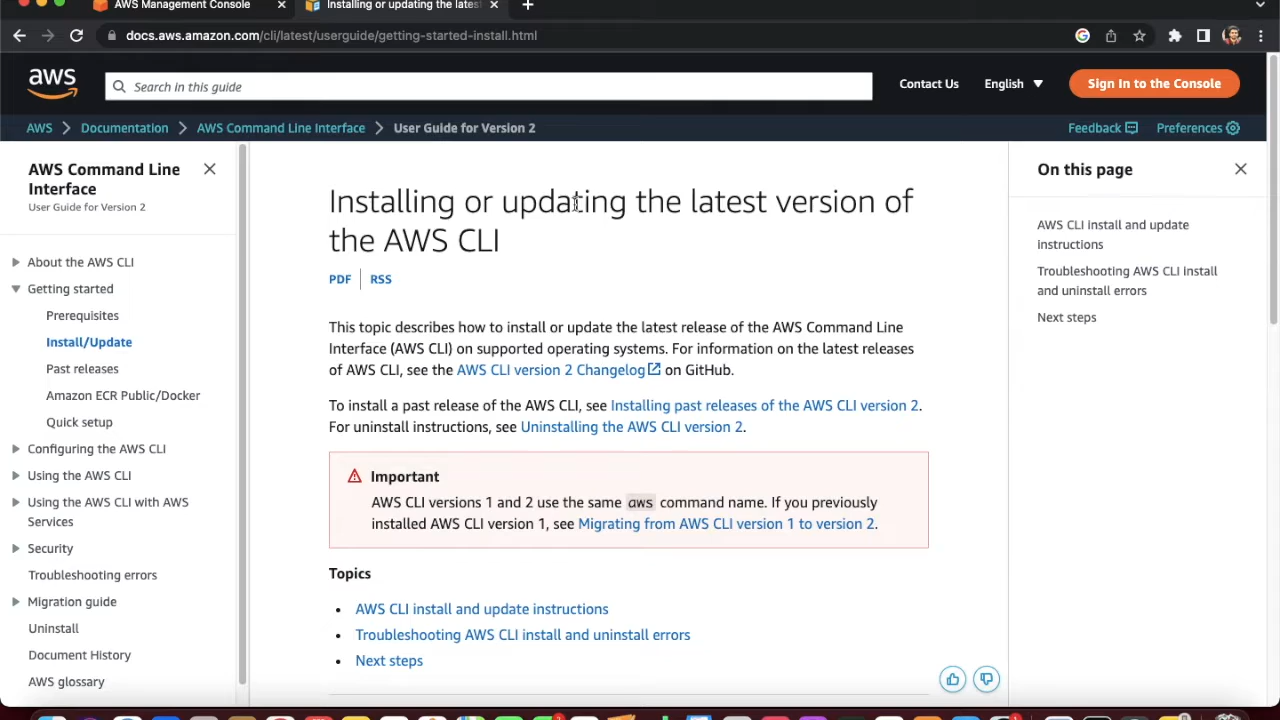 AWS Management Console
Installing or updating the latest
docs.aws.amazon.com/cli/latest/userguide/getting-started-install.html
aws
Search in this guide
Contact Us
English
Sign In to the Console
AWS
Documentation
AWS Command Line Interface
User Guide for Version 2
Feedback
Preferences
AWS Command Line
Interface
User Guide for Version 2
About the AWS CLI
Getting started
Prerequisites
Install/Update
Past releases
Amazon ECR Public/Docker
Quick setup
Configuring the AWS CLI
Using the AWS CLI
Using the AWS CLI with AWS
Services
Security
Troubleshooting errors
Migration guide
Uninstall
Document History
AWS glossary
Installing or updating the latest version of
the AWS CLI
PDF
RSS
This topic describes how to install or update the latest release of the AWS Command Line
Interface (AWS CLI) on supported operating systems. For information on the latest releases
of AWS CLI, see the AWS CLI version 2 Changelog on GitHub.
To install a past release of the AWS CLI, see Installing past releases of the AWS CLI version 2.
For uninstall instructions, see Uninstalling the AWS CLI version 2.
Important
AWS CLI versions 1 and 2 use the same aws command name. If you previously
installed AWS CLI version 1, see Migrating from AWS CLI version 1 to version 2.
Topics
• AWS CLI install and update instructions
• Troubleshooting AWS CLI install and uninstall errors
• Next steps
On this page
AWS CLI install and update
instructions
Troubleshooting AWS CLI install
and uninstall errors
Next steps